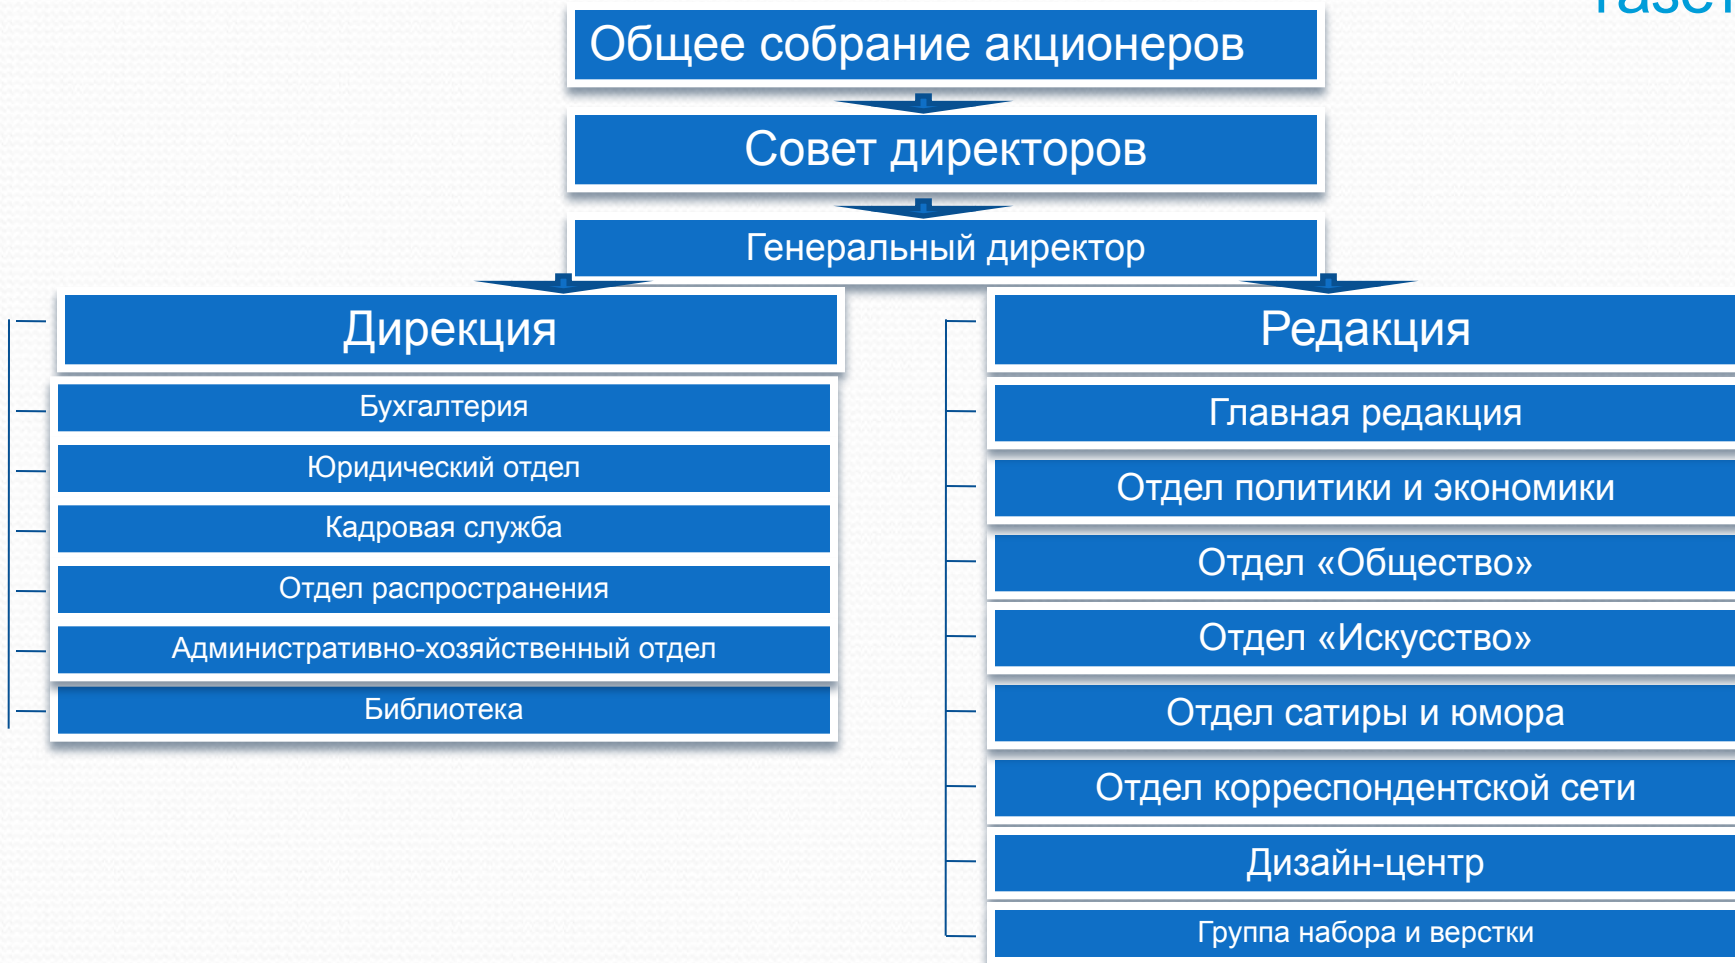 Общее собрание акционеров
Совет директоров
Генеральный директор
Дирекция
Бухгалтерия
Юридический отдел
Кадровая служба
Отдел распространения
Административно-хозяйственный отдел
Библиотека
Редакция
Главная редакция
Отдел политики и экономики
Отдел «Общество»
Отдел «Искусство»
Отдел сатиры и юмора
Отдел корреспондентской сети
Дизайн-центр
Группа набора и верстки